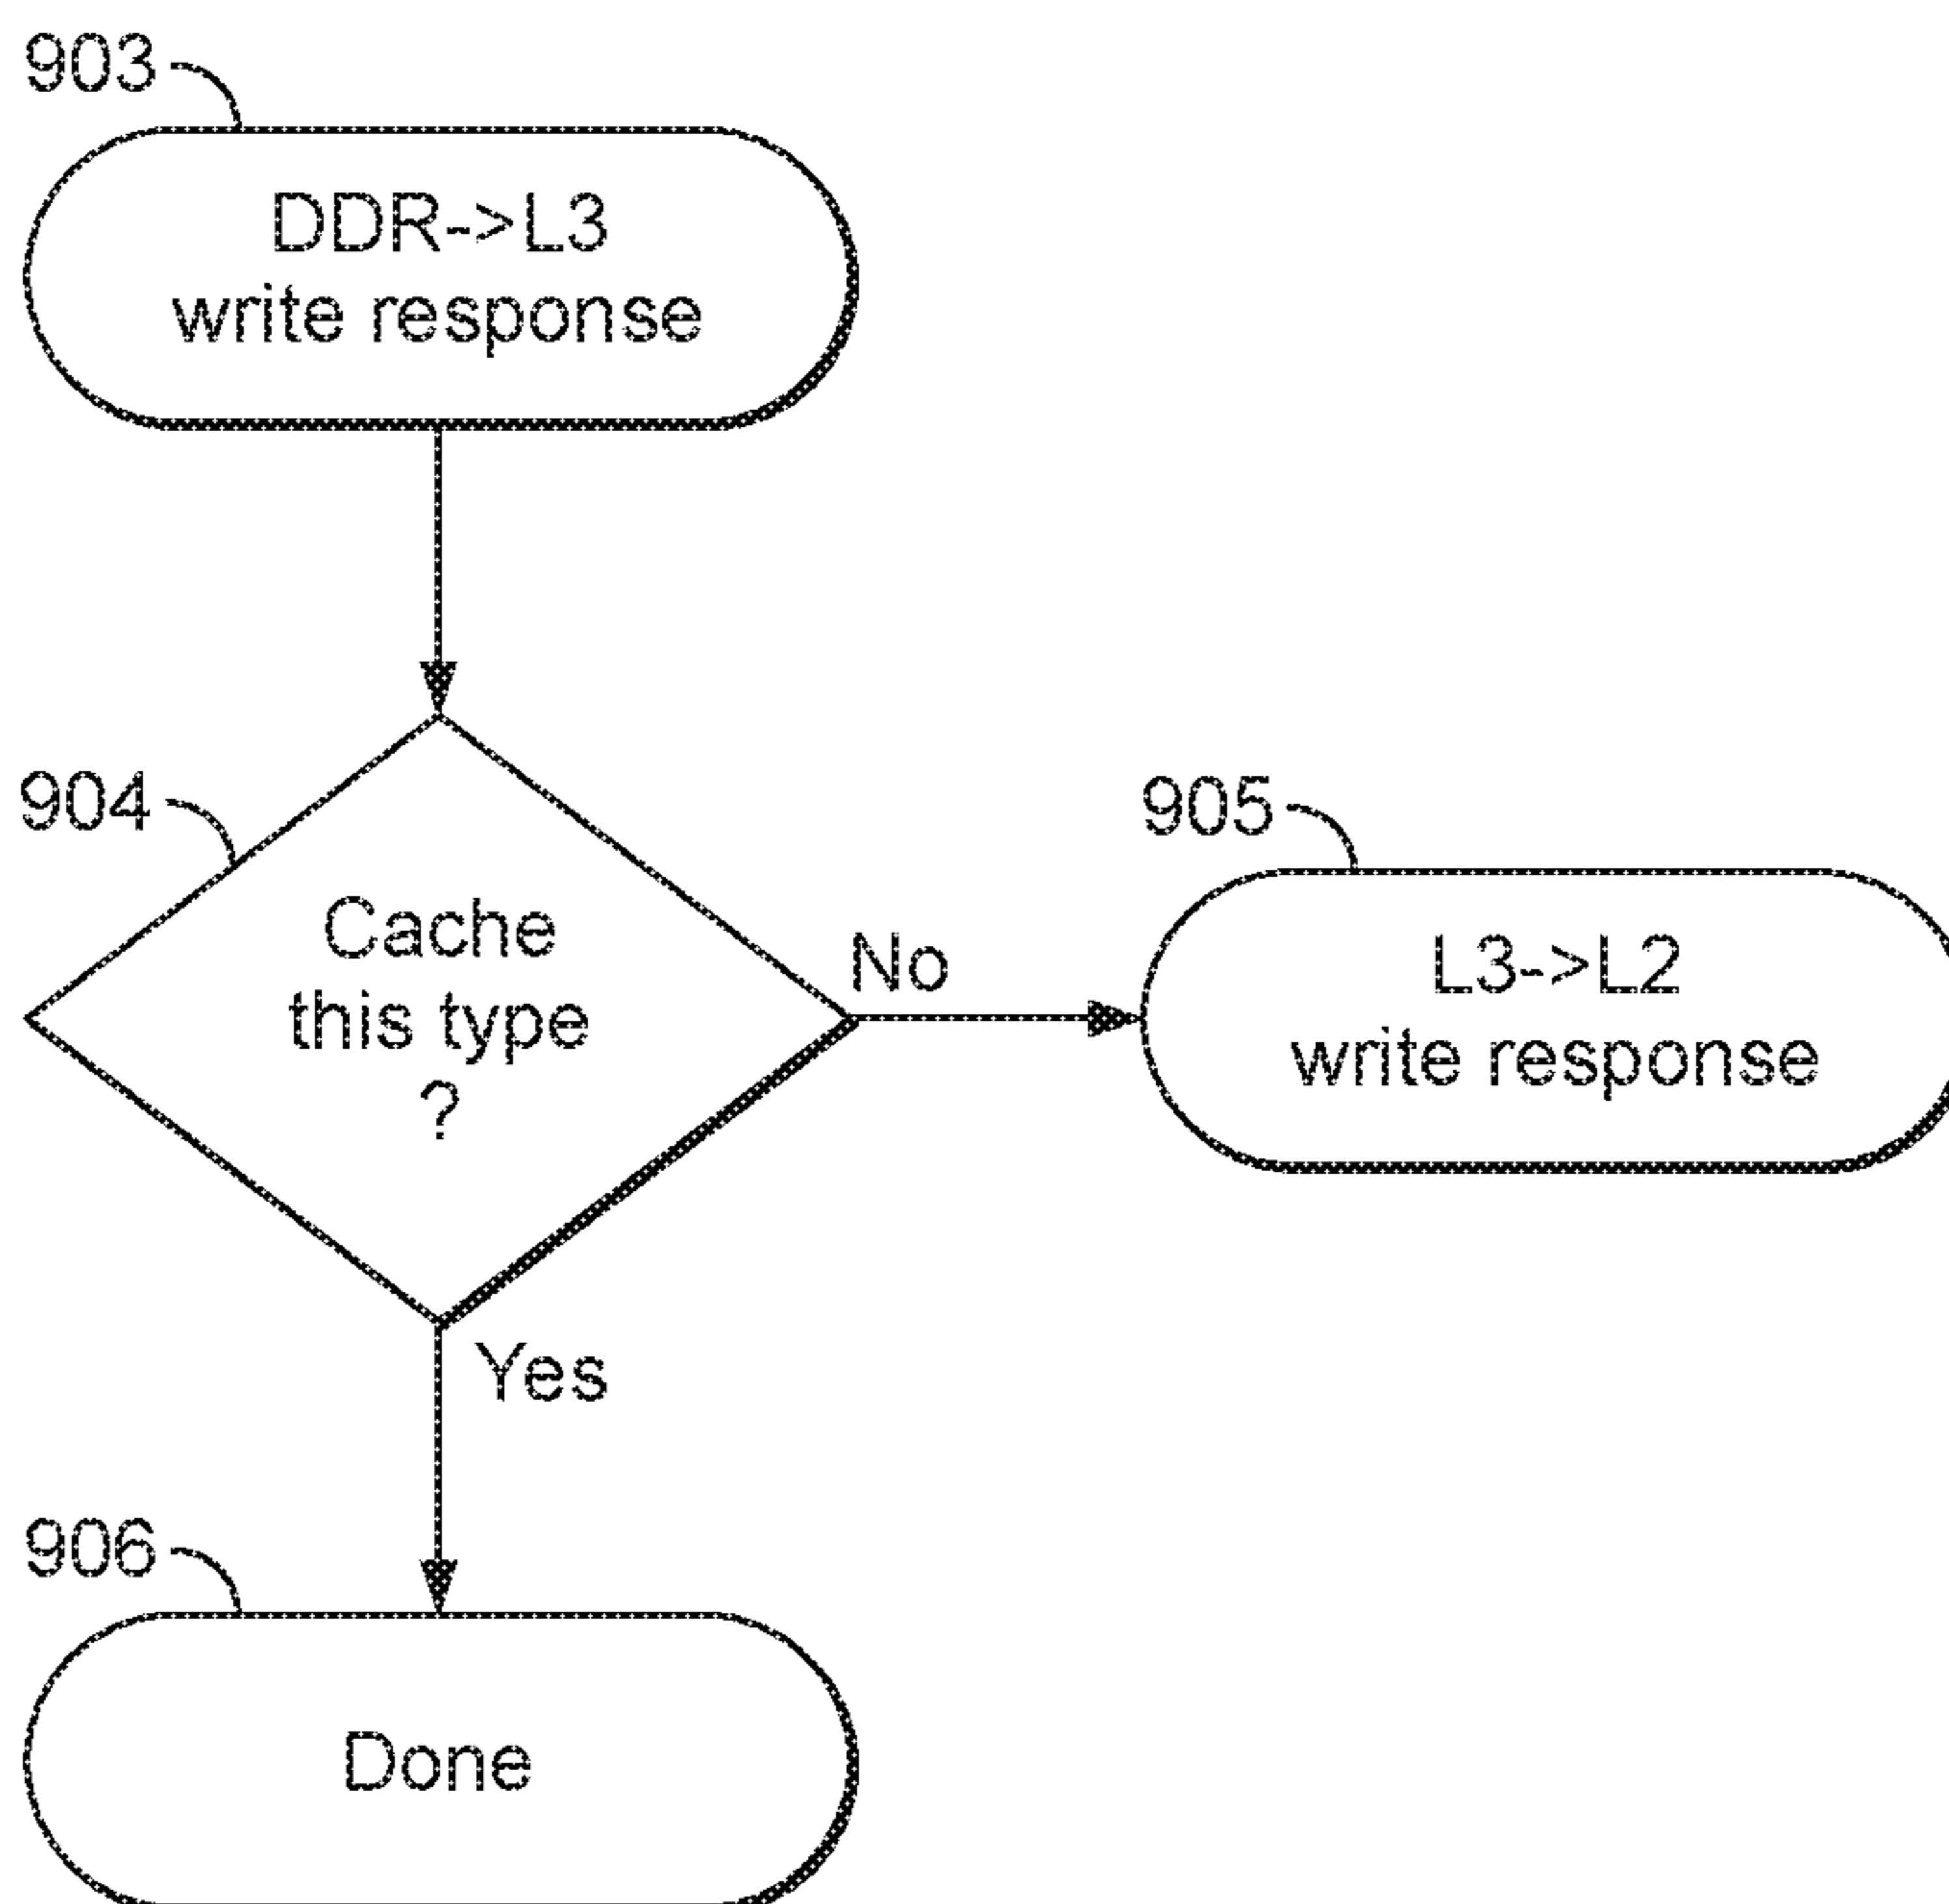 903
DDR->L3
write response
904
Cache
this type
?
No
905
L3->L2
write response
Yes
906
Done